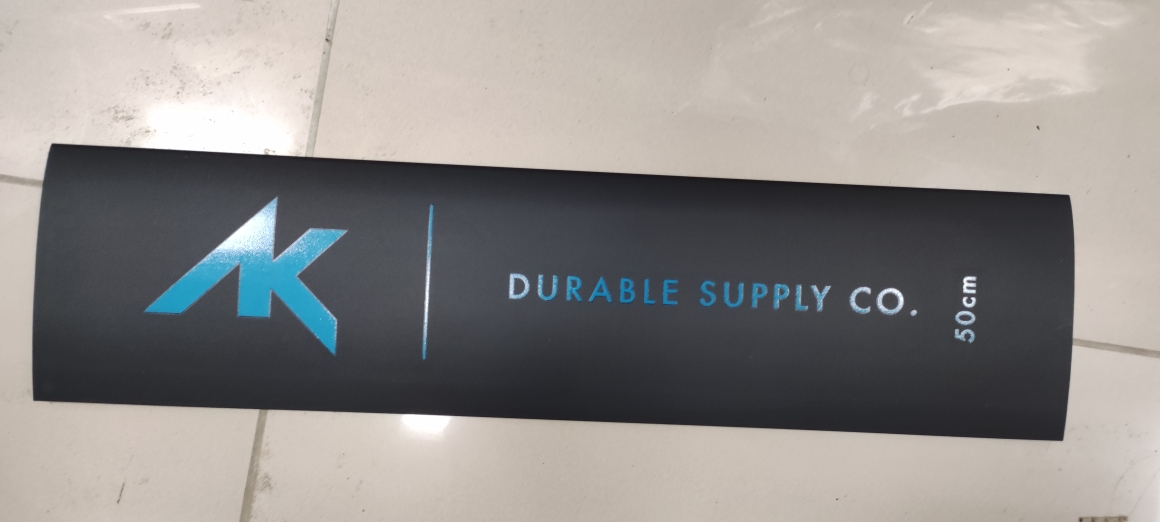 AK
DURABLE SUPPLY CO.
50cm